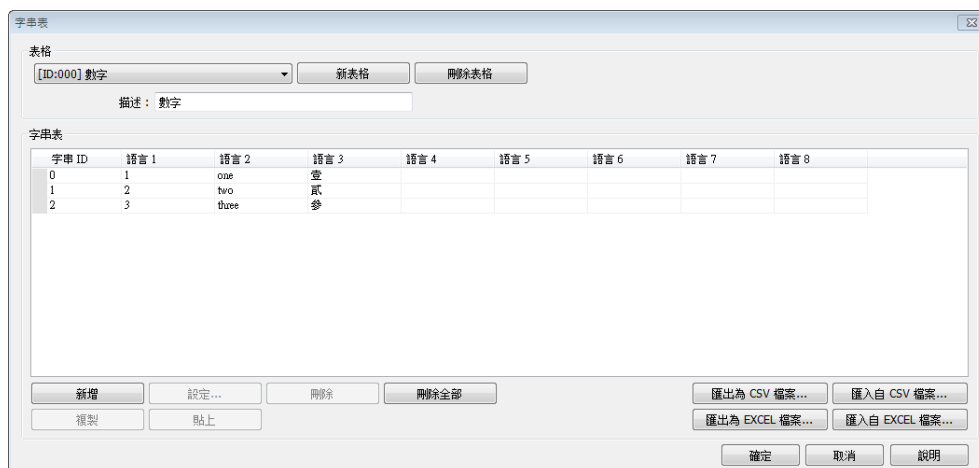 字串表
表格
[ID:000] 數字 新表格 刪除表格
描述： 數字
字串表
字串 ID 語言 1 語言 2 語言 3 語言 4 語言 5 語言 6 語言 7 語言 8
0 1 one 壹
1 2 two 貳
2 3 three 參
新增 設定... 刪除 刪除全部 匯出為 CSV 檔案... 匯入自 CSV 檔案...
複製 貼上 匯出為 EXCEL 檔案... 匯入自 EXCEL 檔案...
確定 取消 說明